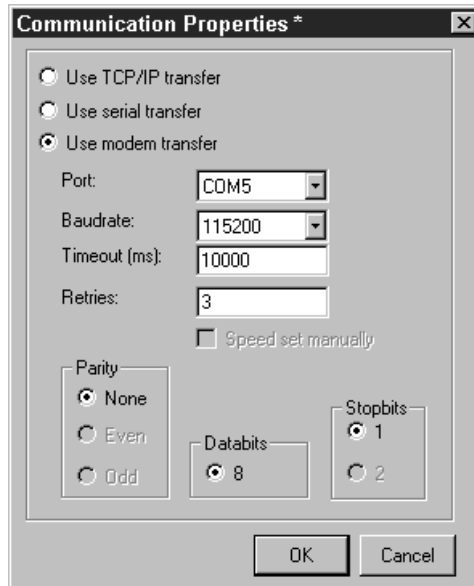 Communication Properties *
Use TCP/IP transfer
Use serial transfer
Use modem transfer
Port: COM5
Baudrate: 115200
Timeout (ms): 10000
Retries: 3
Speed set manually
Parity
None
Even
Odd
Databits
8
Stopbits
1
2
OK Cancel